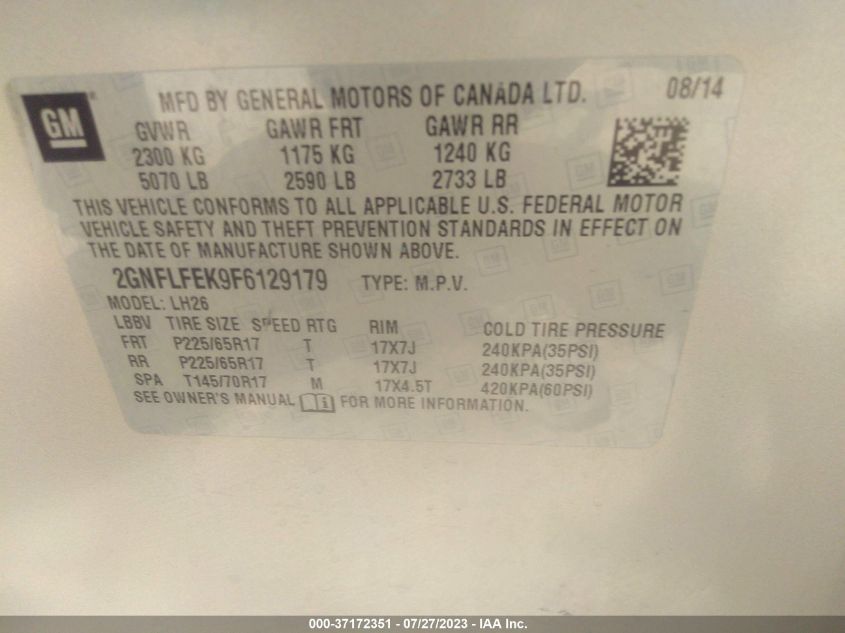 GM
MFD BY GENERAL MOTORS OF CANADA LTD. 08/14
GVWR GAWR FRT GAWR RR
2300 KG 1175 KG 1240 KG
5070 LB 2590 LB 2733 LB
THIS VEHICLE CONFORMS TO ALL APPLICABLE U.S. FEDERAL MOTOR
VEHICLE SAFETY AND THEFT PREVENTION STANDARDS IN EFFECT ON
THE DATE OF MANUFACTURE SHOWN ABOVE.
2GNFLFEK9F6129179 TYPE: M.P.V.
MODEL: LH26
LBBV TIRE SIZE SPEED RTG RIM COLD TIRE PRESSURE
FRT P225/65R17 T 17X7J 240KPA(35PSI)
RR P225/65R17 T 17X7J 240KPA(35PSI)
SPA T145/70R17 M 17X4.5T 420KPA(60PSI)
SEE OWNER'S MANUAL FOR MORE INFORMATION.
000-37172351 - 07/27/2023 - IAA Inc.